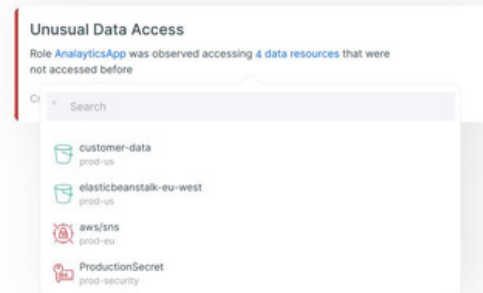 Unusual Data Access
Role AnalayticsApp was observed accessing 4 data resources that were
not accessed before
Search
customer-data
prod-us
elasticbeanstalk-eu-west
prod-us
aws/sns
prod-eu
ProductionSecret
prod-security